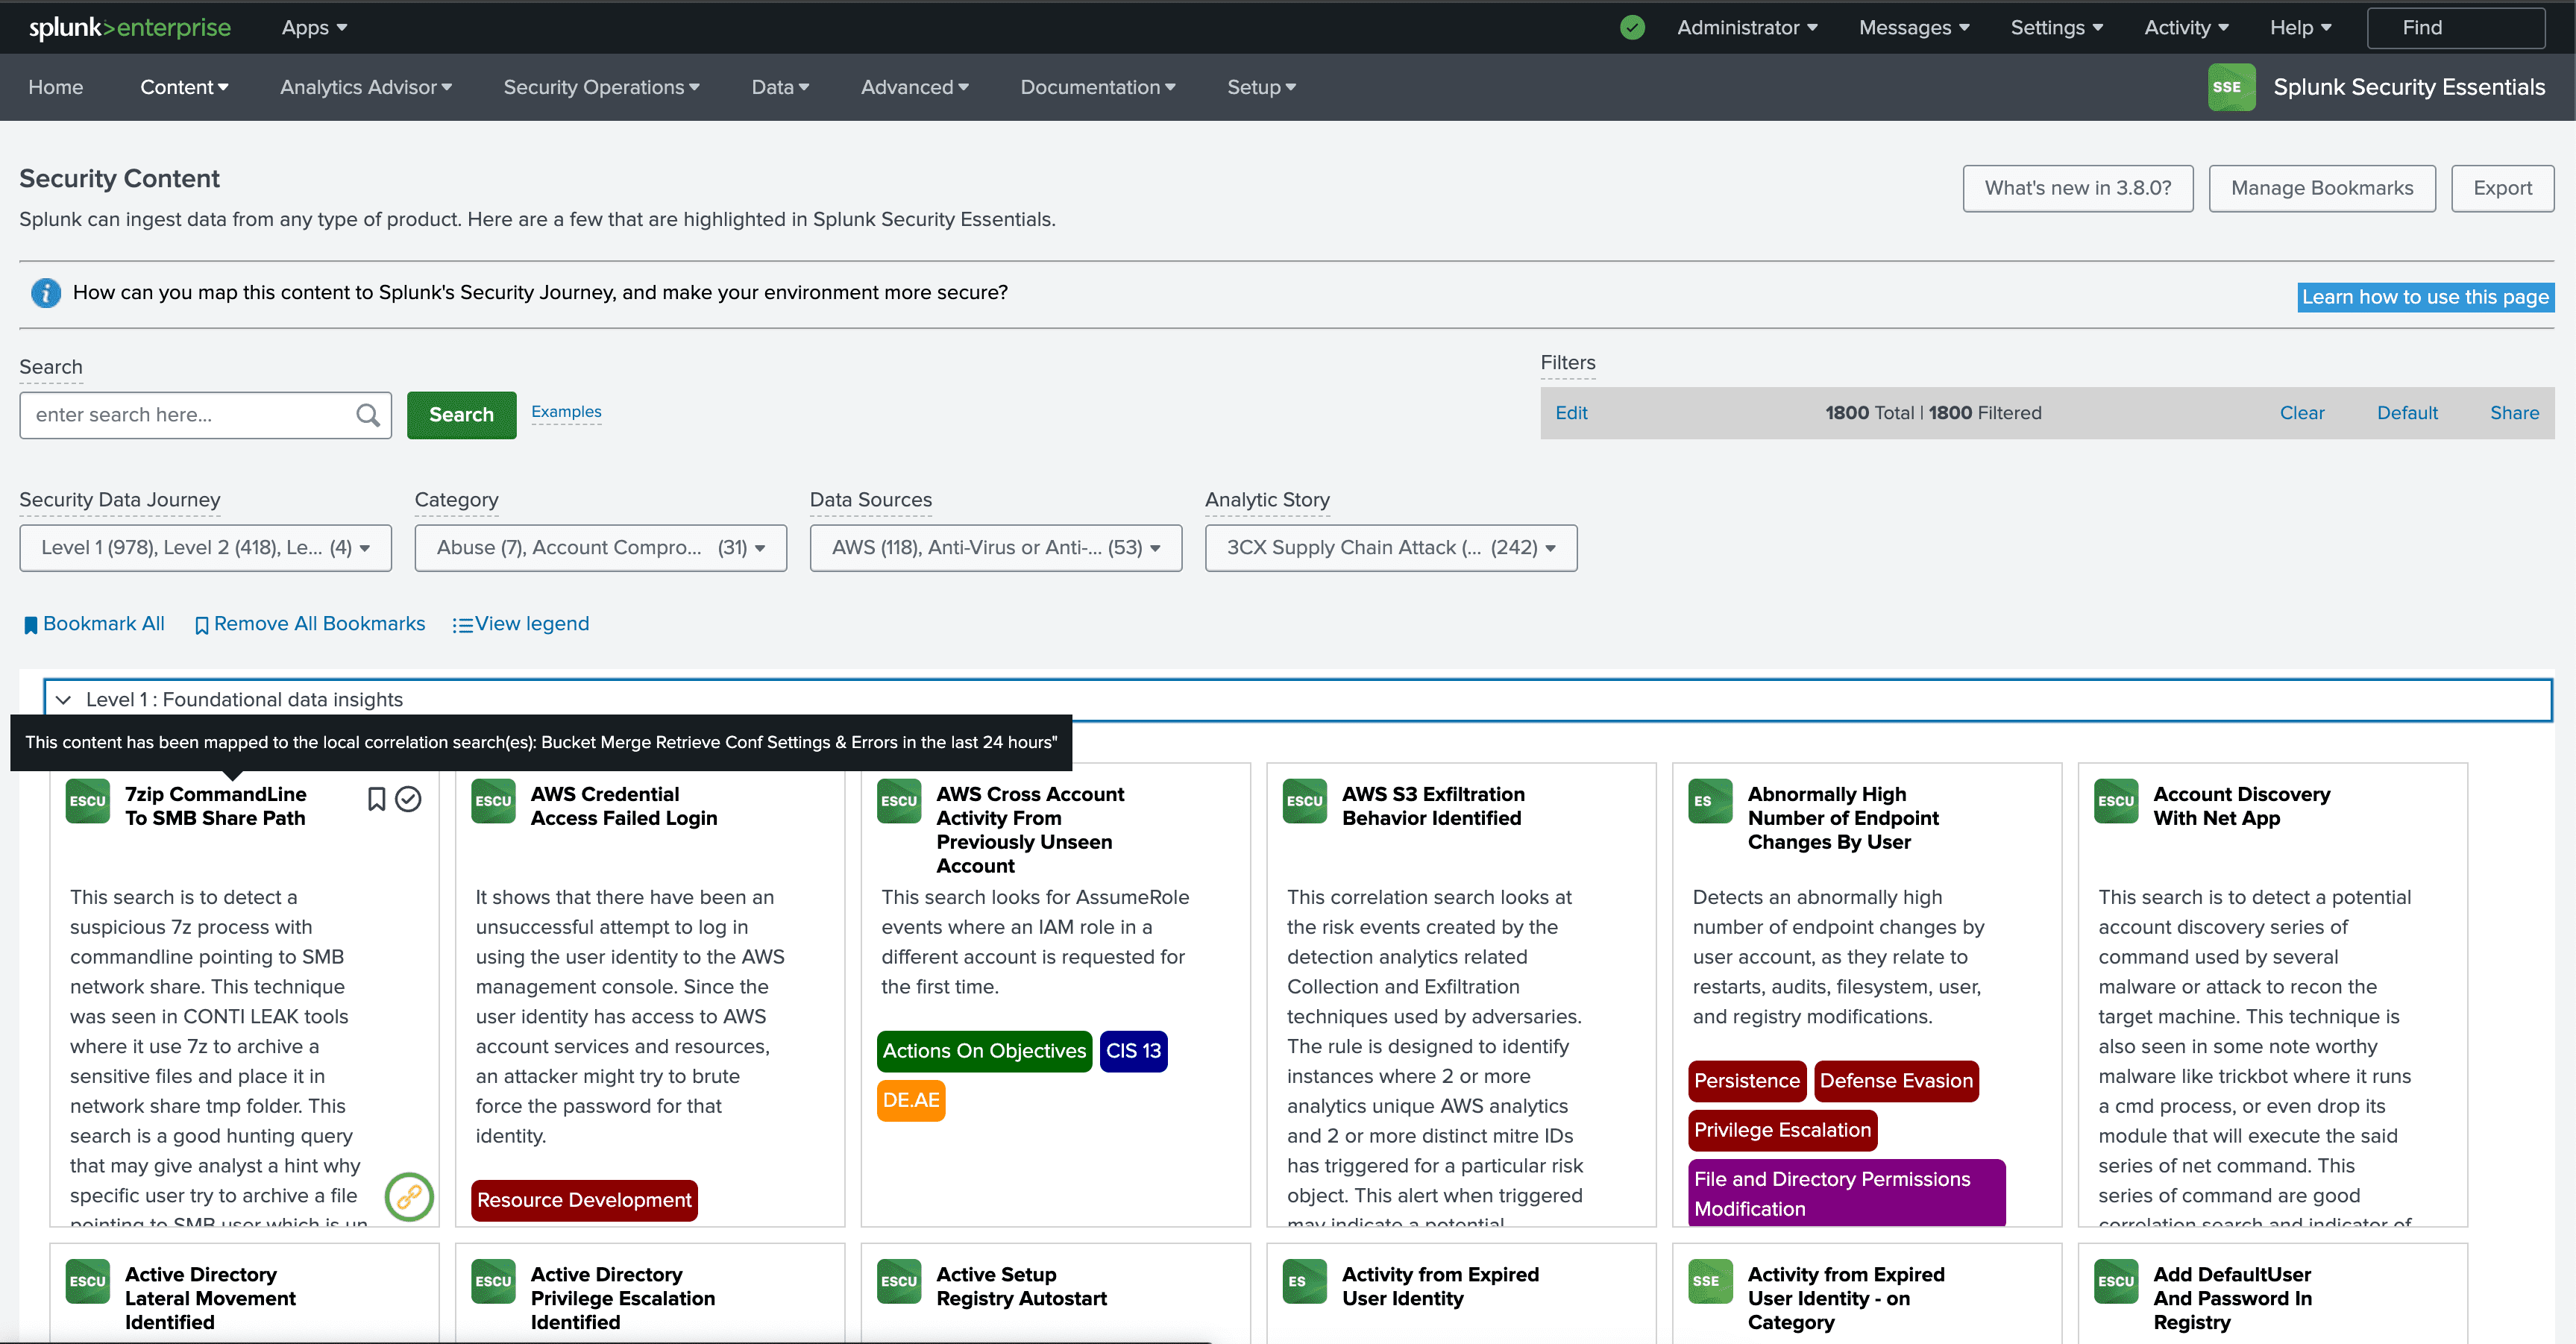 splunk>enterprise
Apps
Administrator
Messages
Settings
Activity
Help
Find
Home
Content
Analytics Advisor
Security Operations
Data
Advanced
Documentation
Setup
SSE
Splunk Security Essentials
Security Content
Splunk can ingest data from any type of product. Here are a few that are highlighted in Splunk Security Essentials.
What's new in 3.8.0?
Manage Bookmarks
Export
How can you map this content to Splunk's Security Journey, and make your environment more secure?
Learn how to use this page
Search
enter search here...
Search
Examples
Filters
Edit
1800 Total | 1800 Filtered
Clear
Default
Share
Security Data Journey
Level 1 (978), Level 2 (418), Le... (4)
Category
Abuse (7), Account Compro... (31)
Data Sources
AWS (118), Anti-Virus or Anti-... (53)
Analytic Story
3CX Supply Chain Attack (... (242)
Bookmark All
Remove All Bookmarks
View legend
Level 1 : Foundational data insights
This content has been mapped to the local correlation search(es): Bucket Merge Retrieve Conf Settings & Errors in the last 24 hours"
ESCU
7zip CommandLine
To SMB Share Path
This search is to detect a
suspicious 7z process with
commandline pointing to SMB
network share. This technique
was seen in CONTI LEAK tools
where it use 7z to archive a
sensitive files and place it in
network share tmp folder. This
search is a good hunting query
that may give analyst a hint why
specific user try to archive a file
pointing to SMB user which is un
ESCU
AWS Credential
Access Failed Login
It shows that there have been an
unsuccessful attempt to log in
using the user identity to the AWS
management console. Since the
user identity has access to AWS
account services and resources,
an attacker might try to brute
force the password for that
identity.
Resource Development
ESCU
AWS Cross Account
Activity From
Previously Unseen
Account
This search looks for AssumeRole
events where an IAM role in a
different account is requested for
the first time.
Actions On Objectives
CIS 13
DE.AE
ESCU
AWS S3 Exfiltration
Behavior Identified
This correlation search looks at
the risk events created by the
detection analytics related
Collection and Exfiltration
techniques used by adversaries.
The rule is designed to identify
instances where 2 or more
analytics unique AWS analytics
and 2 or more distinct mitre IDs
has triggered for a particular risk
object. This alert when triggered
may indicate a potential
ES
Abnormally High
Number of Endpoint
Changes By User
Detects an abnormally high
number of endpoint changes by
user account, as they relate to
restarts, audits, filesystem, user,
and registry modifications.
Persistence
Defense Evasion
Privilege Escalation
File and Directory Permissions
Modification
ESCU
Account Discovery
With Net App
This search is to detect a potential
account discovery series of
command used by several
malware or attack to recon the
target machine. This technique is
also seen in some note worthy
malware like trickbot where it runs
a cmd process, or even drop its
module that will execute the said
series of net command. This
series of command are good
correlation search and indicator of
ESCU
Active Directory
Lateral Movement
Identified
ESCU
Active Directory
Privilege Escalation
Identified
ESCU
Active Setup
Registry Autostart
ES
Activity from Expired
User Identity
SSE
Activity from Expired
User Identity - on
Category
ESCU
Add DefaultUser
And Password In
Registry